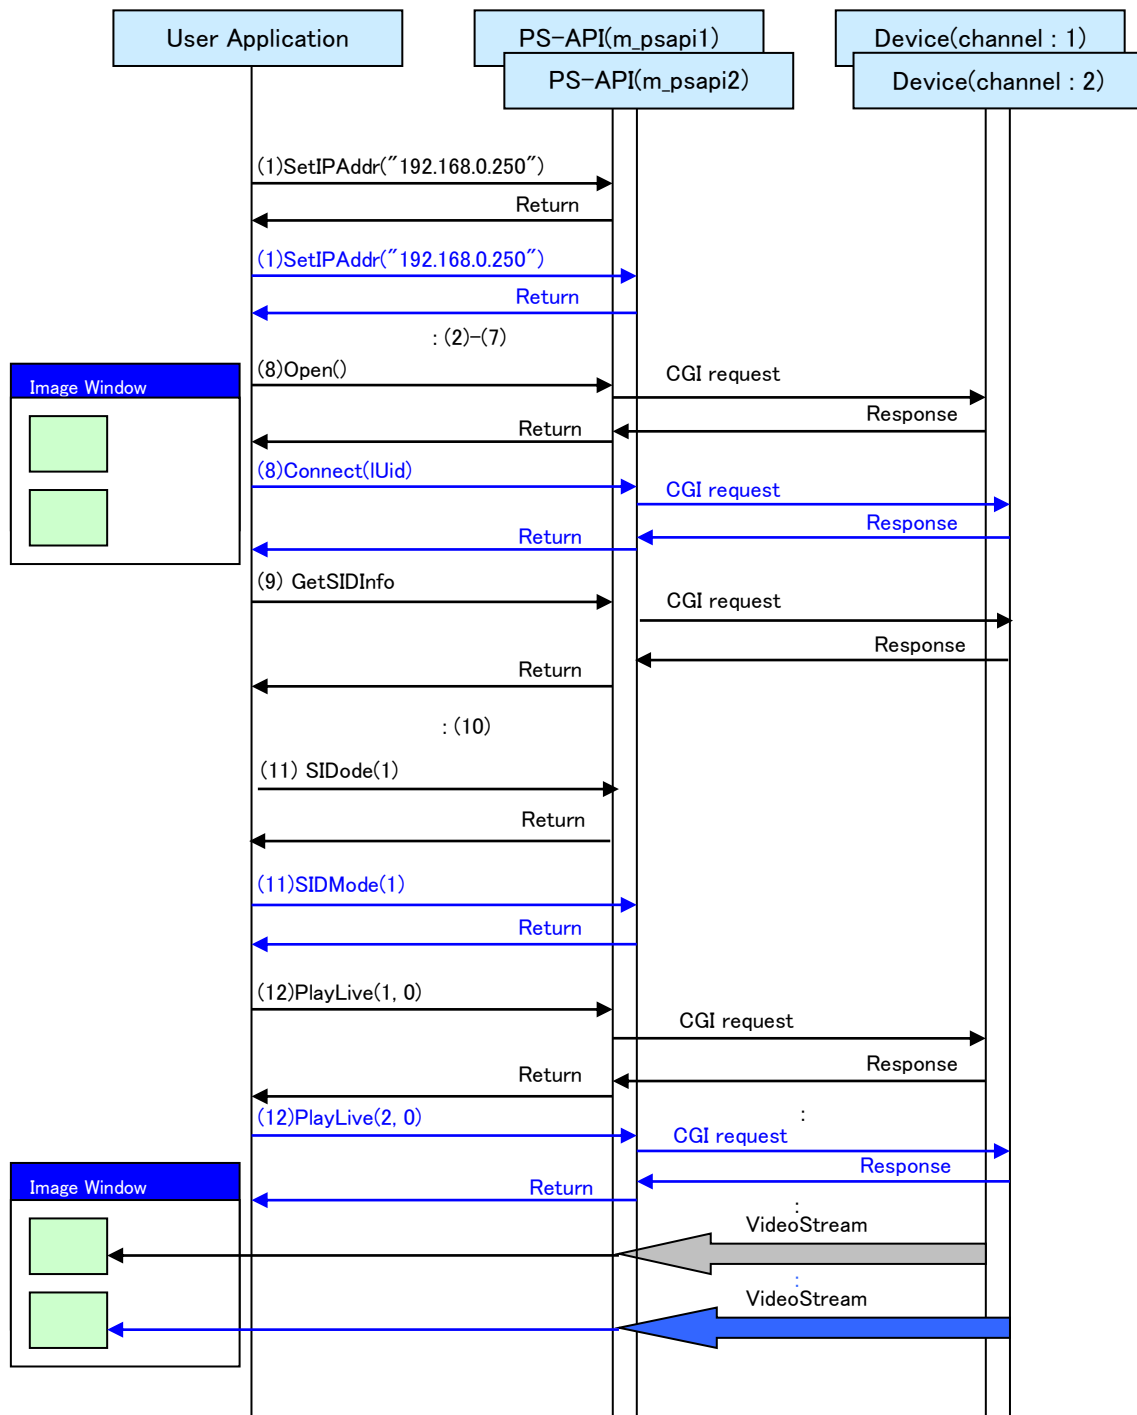 User Application
PS-API(m_psapi1)
Device(channel : 1)
PS-API(m_psapi2)
Device(channel : 2)
(1)SetIPAddr("192.168.0.250")
Return
(1)SetIPAddr("192.168.0.250")
Return
: (2)-(7)
Image Window
(8)Open()
CGI request
Response
Return
(8)Connect(lUid)
CGI request
Response
Return
(9) GetSIDInfo
CGI request
Response
Return
: (10)
(11) SIDode(1)
Return
(11)SIDMode(1)
Return
(12)PlayLive(1, 0)
CGI request
Response
Return
(12)PlayLive(2, 0)
:
CGI request
Response
Return
Image Window
:
VideoStream
:
VideoStream